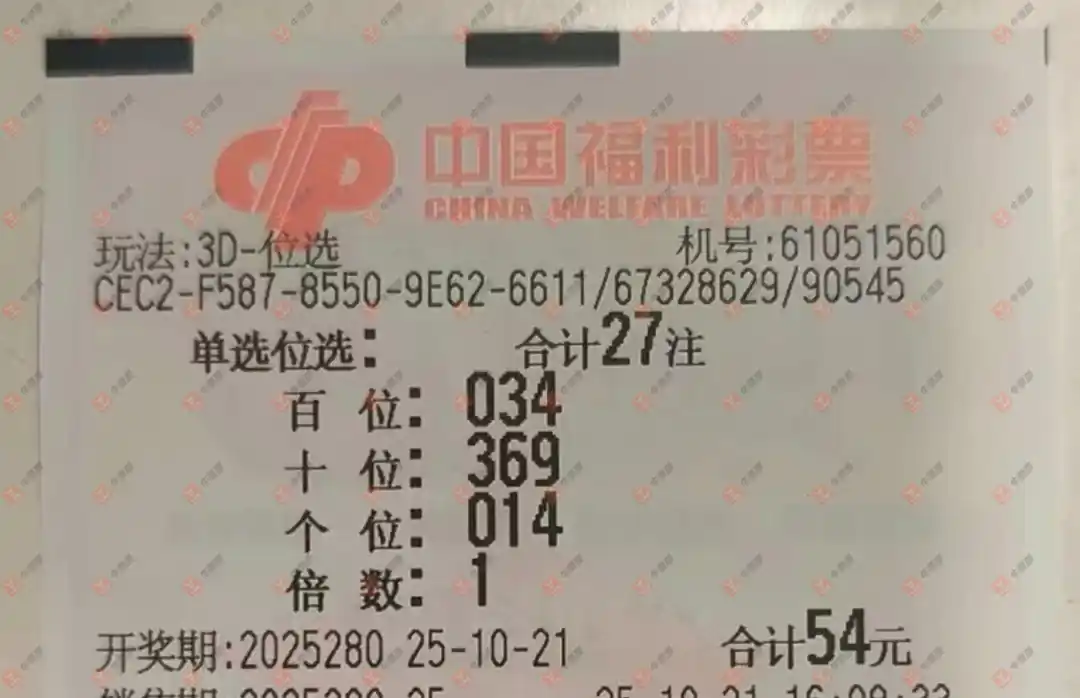 中国福利彩票
CHINA WELFARE LOTTERY
玩法:3D-位选 机号:61051560
CEC2-F587-8550-9E62-6611/67328629/90545
单选位选: 合计27注
百 位: 034
十 位: 369
个 位: 014
倍 数: 1
开奖期:2025280 25-10-21 合计54元